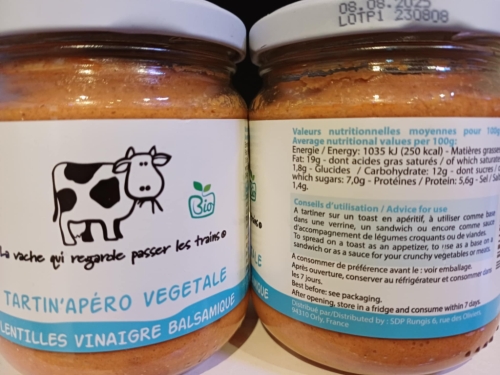 08.08.2025
LOTP1 230808
Bio
La vache qui regarde passer les trains®
TARTIN'APÉRO VEGETALE
LENTILLES VINAIGRE BALSAMIQUE
Valeurs nutritionnelles moyennes pour 100g
Average nutritional values per 100g:
Energie / Energy: 1035 kJ (250 kcal) - Matières grasses
Fat: 19g - dont acides gras saturés / of which saturate
1,8g - Glucides / Carbohydrate: 12g - dont sucres / o
which sugars: 7,0g - Protéines / Protein: 5,6g - Sel / Sal
1,4g.
Conseils d'utilisation / Advice for use
A tartiner sur un toast en apéritif, à utiliser comme base
dans une verrine, un sandwich ou encore comme sauce
d'accompagnement de légumes croquants ou de viandes.
To spread on a toast as an appetizer, to use as a base in a
sandwich or as a sauce for your crunchy vegetables or meats.
A consommer de préférence avant le : voir emballage.
Après ouverture, conserver au réfrigérateur et consommer dans
les 7 jours.
Best before: see packaging.
After opening, store in a fridge and consume within 7 days.
Distribué par/Distributed by : SDP Rungis 6, rue des Oliviers,
94310 Orly, France